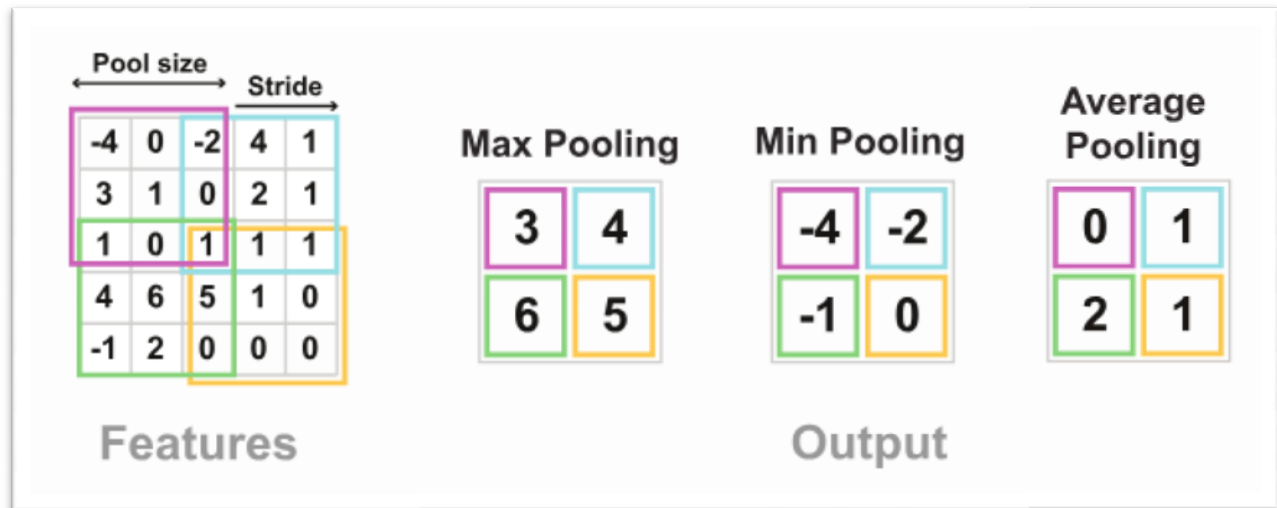 Pool size
Stride
-4 0 -2 4 1
3 1 0 2 1
1 0 1 1 1
4 6 5 1 0
-1 2 0 0 0
Features
Max Pooling
3 4
6 5
Min Pooling
-4 -2
-1 0
Average
Pooling
0 1
2 1
Output